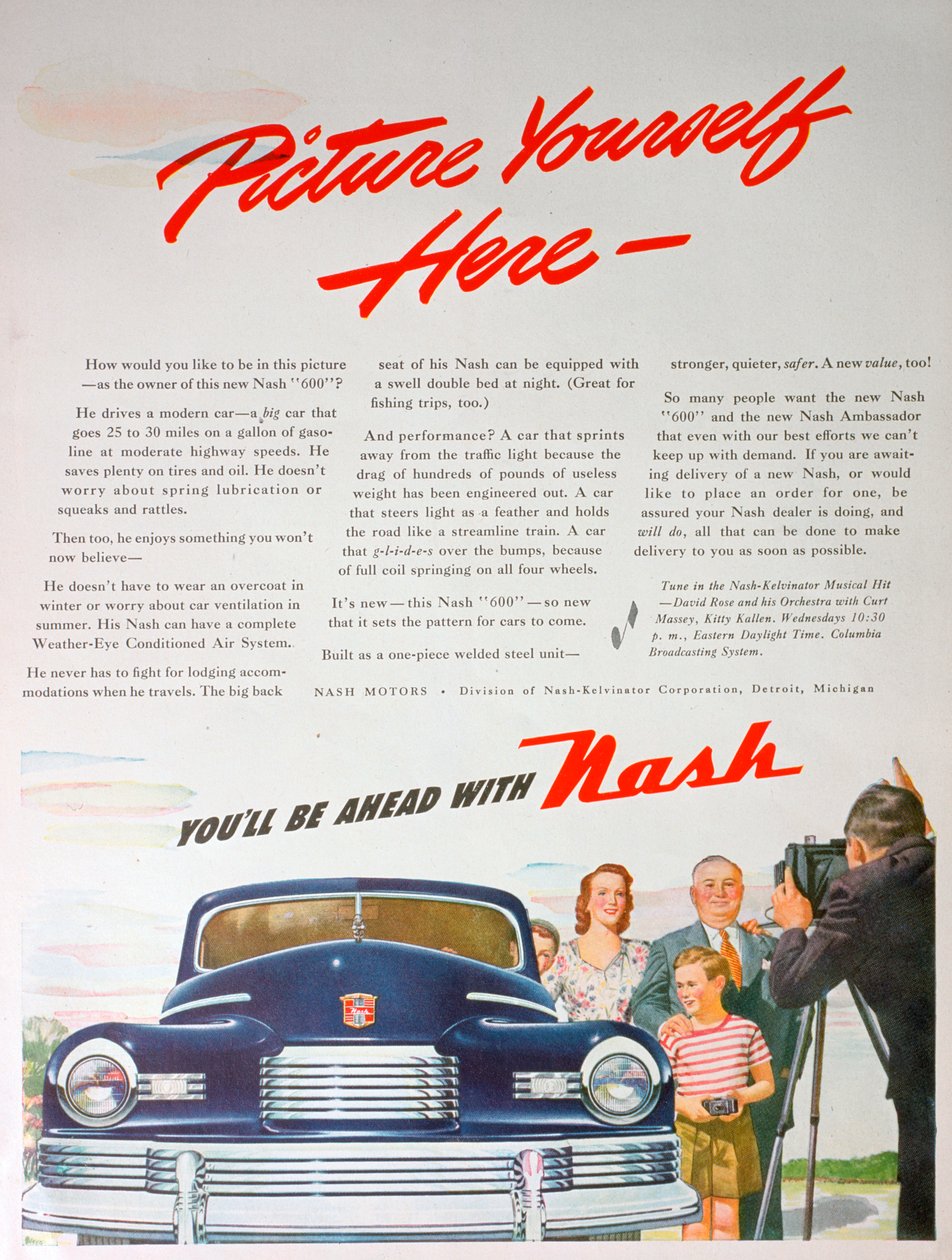 Picture Yourself
Here—
How would you like to be in this picture
—as the owner of this new Nash "600"?
He drives a modern car—a big car that
goes 25 to 30 miles on a gallon of gaso-
line at moderate highway speeds. He
saves plenty on tires and oil. He doesn't
worry about spring lubrication or
squeaks and rattles.
Then too, he enjoys something you won't
now believe—
He doesn't have to wear an overcoat in
winter or worry about car ventilation in
summer. His Nash can have a complete
Weather-Eye Conditioned Air System.
He never has to fight for lodging accom-
modations when he travels. The big back
seat of his Nash can be equipped with
a swell double bed at night. (Great for
fishing trips, too.)
And performance? A car that sprints
away from the traffic light because the
drag of hundreds of pounds of useless
weight has been engineered out. A car
that steers light as a feather and holds
the road like a streamline train. A car
that g-l-i-d-e-s over the bumps, because
of full coil springing on all four wheels.
It's new—this Nash "600"—so new
that it sets the pattern for cars to come.
Built as a one-piece welded steel unit—
stronger, quieter, safer. A new value, too!
So many people want the new Nash
"600" and the new Nash Ambassador
that even with our best efforts we can't
keep up with demand. If you are await-
ing delivery of a new Nash, or would
like to place an order for one, be
assured your Nash dealer is doing, and
will do, all that can be done to make
delivery to you as soon as possible.
Tune in the Nash-Kelvinator Musical Hit
—David Rose and his Orchestra with Curt
Massey, Kitty Kallen. Wednesdays 10:30
p. m., Eastern Daylight Time. Columbia
Broadcasting System.
NASH MOTORS • Division of Nash-Kelvinator Corporation, Detroit, Michigan
YOU'LL BE AHEAD WITH Nash
Nash